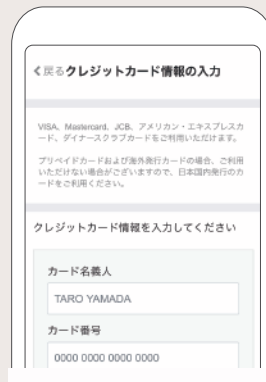 ＜戻るクレジットカード情報の入力
VISA、Mastercard、JCB、アメリカン・エキスプレスカ
ード、ダイナースクラブカードをご利用いただけます。
プリペイドカードおよび海外発行カードの場合、ご利用
いただけない場合がございますので、日本国内発行のカ
ードをご利用ください。
クレジットカード情報を入力してください
カード名義人
TARO YAMADA
カード番号
0000 0000 0000 0000